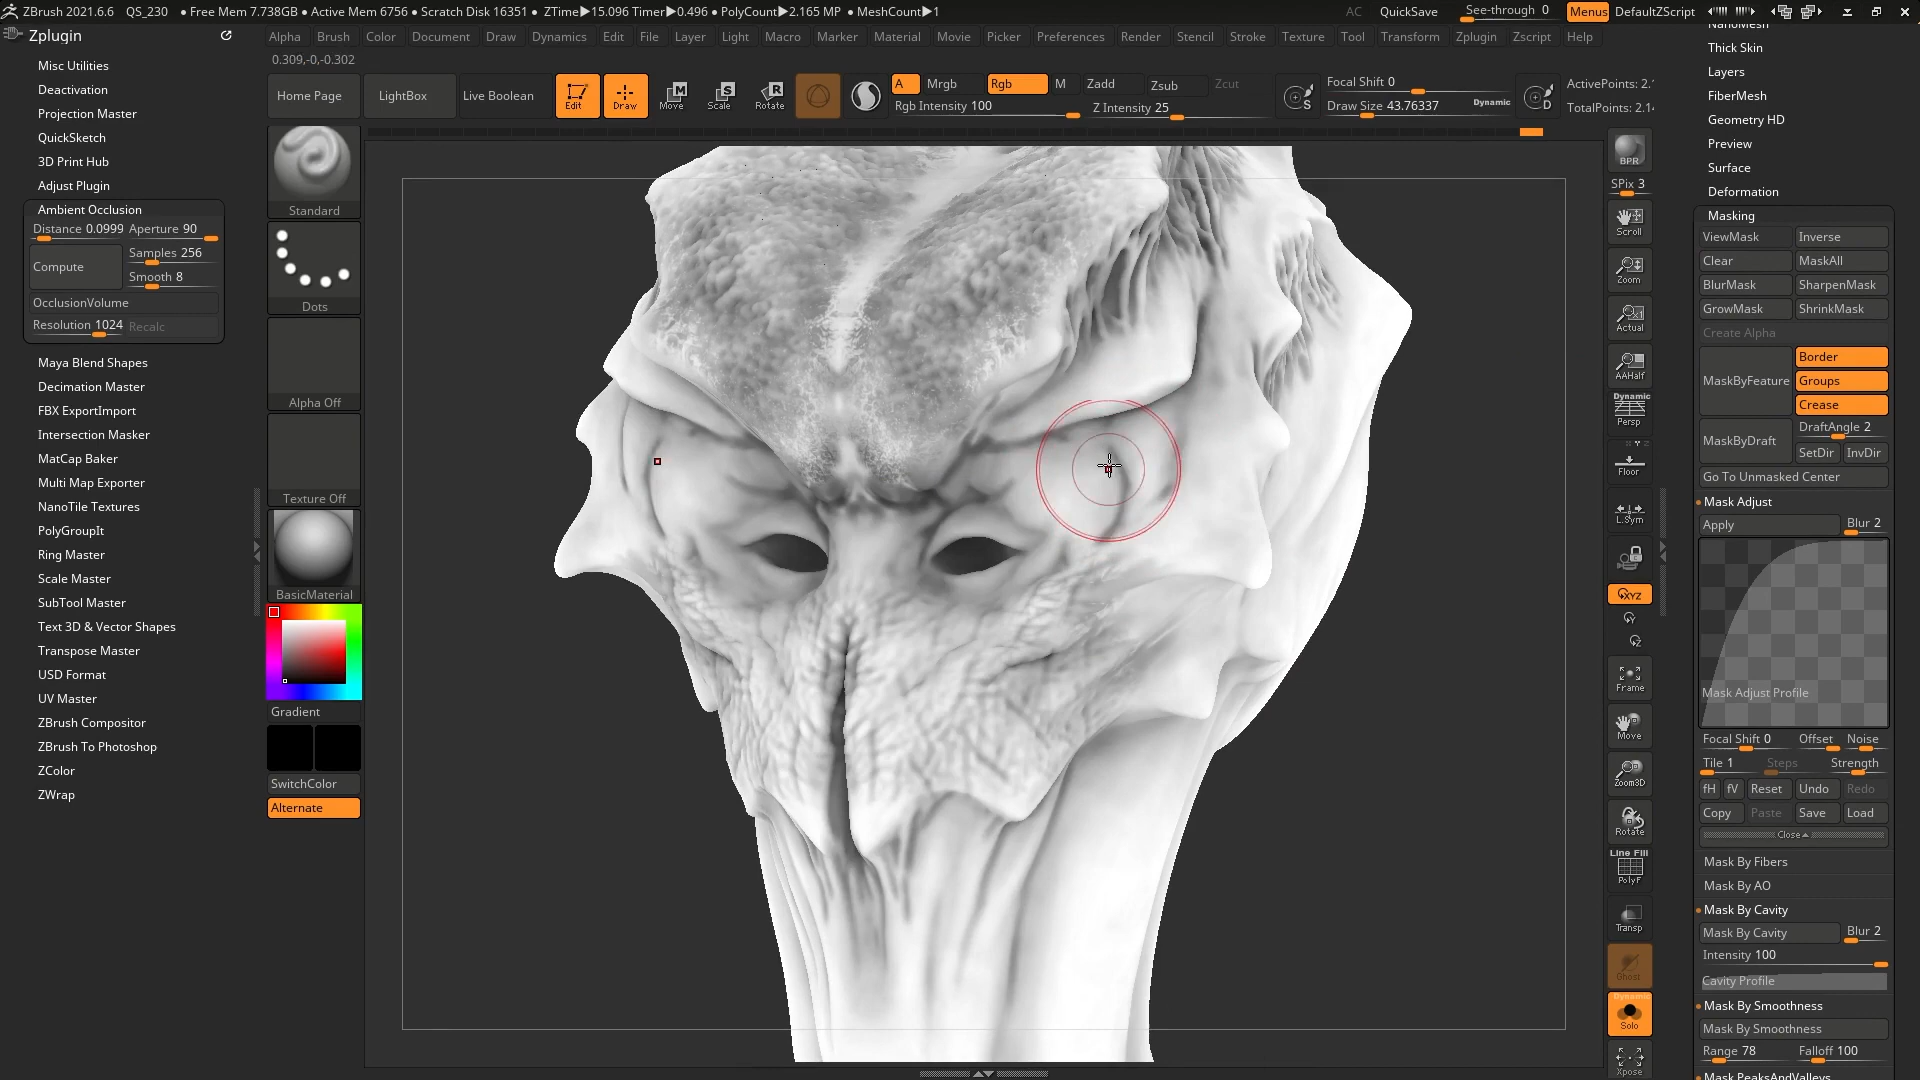 ZBrush 2021.6.6 QS_230 ● Free Mem 7.738GB ● Active Mem 6756 ● Scratch Disk 16351 ● ZTime▶15.096 Timer▶0.496 ● PolyCount▶2.165 MP ● MeshCount▶1 AC QuickSave See-through 0 Menus DefaultZScript
Zplugin
Alpha Brush Color Document Draw Dynamics Edit File Layer Light Macro Marker Material Movie Picker Preferences Render Stencil Stroke Texture Tool Transform Zplugin Zscript Help
0.309,-0,-0.302
Home Page
LightBox
Live Boolean
Edit
Draw
Move
Scale
Rotate
A Mrgb Rgb M Zadd Zsub Zcut
Rgb Intensity 100 Z Intensity 25
Focal Shift 0
Draw Size 43.76337 Dynamic
S
D
ActivePoints: 2.
TotalPoints: 2.14
Misc Utilities
Deactivation
Projection Master
QuickSketch
3D Print Hub
Adjust Plugin
Ambient Occlusion
Distance 0.0999 Aperture 90
Compute
Samples 256
Smooth 8
OcclusionVolume
Resolution 1024 Recalc
Maya Blend Shapes
Decimation Master
FBX ExportImport
Intersection Masker
MatCap Baker
Multi Map Exporter
NanoTile Textures
PolyGroupIt
Ring Master
Scale Master
SubTool Master
Text 3D & Vector Shapes
Transpose Master
USD Format
UV Master
ZBrush Compositor
ZBrush To Photoshop
ZColor
ZWrap
Standard
Dots
Alpha Off
Texture Off
BasicMaterial
Gradient
SwitchColor
Alternate
BPR
SPix 3
Scroll
Zoom
Actual
AAHalf
Dynamic
Persp
Floor
L.Sym
XYZ
Y
Z
Frame
Move
Zoom3D
Rotate
Line Fill
PolyF
Transp
Ghost
Dynamic
Solo
Xpose
NanoMesh
Thick Skin
Layers
FiberMesh
Geometry HD
Preview
Surface
Deformation
Masking
ViewMask Inverse
Clear MaskAll
BlurMask SharpenMask
GrowMask ShrinkMask
Create Alpha
MaskByFeature
Border
Groups
Crease
MaskByDraft
DraftAngle 2
SetDir InvDir
Go To Unmasked Center
Mask Adjust
Apply Blur 2
Mask Adjust Profile
Focal Shift 0 Offset Noise
Tile 1 Steps Strength
fH fV Reset Undo Redo
Copy Paste Save Load
Close
Mask By Fibers
Mask By AO
Mask By Cavity
Mask By Cavity Blur 2
Intensity 100
Cavity Profile
Mask By Smoothness
Mask By Smoothness
Range 78 Falloff 100
Mask PeaksAndValleys